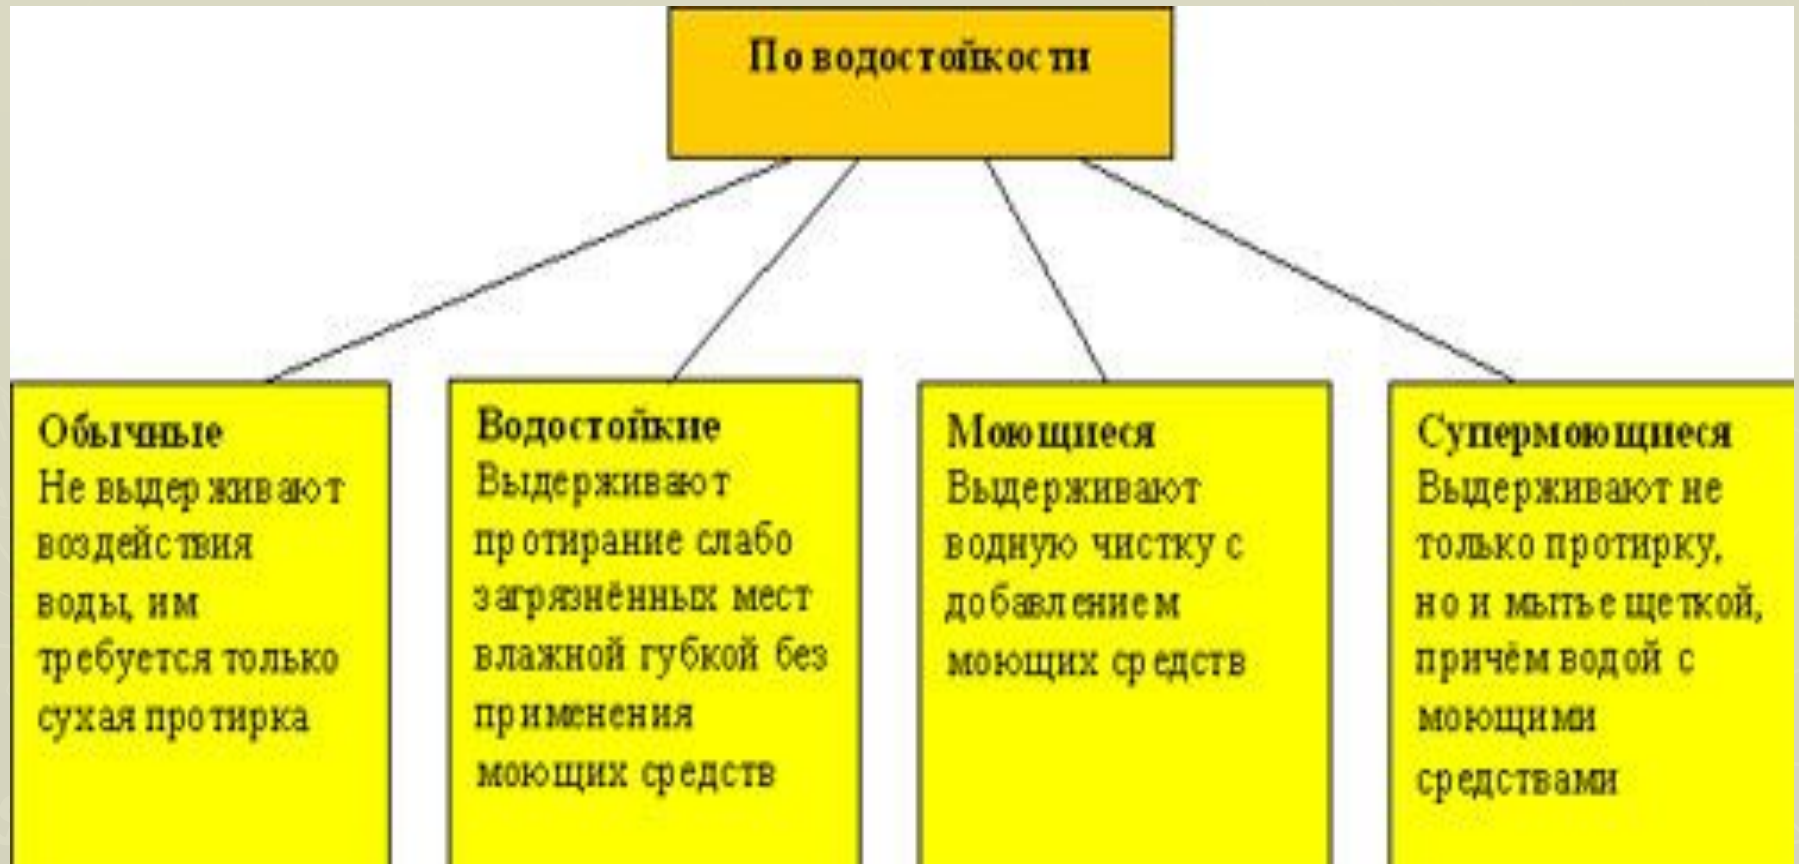 По водостойкости
Обычные
Не выдерживают
воздействия
воды, им
требуется только
сухая протирка
Водостойкие
Выдерживают
протирание слабо
загрязнённых мест
влажной губкой без
применения
моющих средств
Моющиеся
Выдерживают
водную чистку с
добавлением
моющих средств
Супермоющиеся
Выдерживают не
только протирку,
но и мытье щеткой,
причём водой с
моющими
средствами